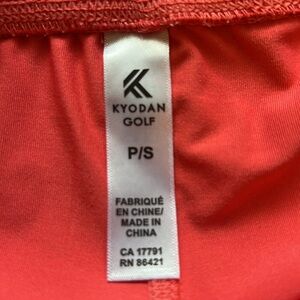 KYODAN
GOLF
P/S
FABRIQUÉ
EN CHINE/
MADE IN
CHINA
CA 17791
RN 86421